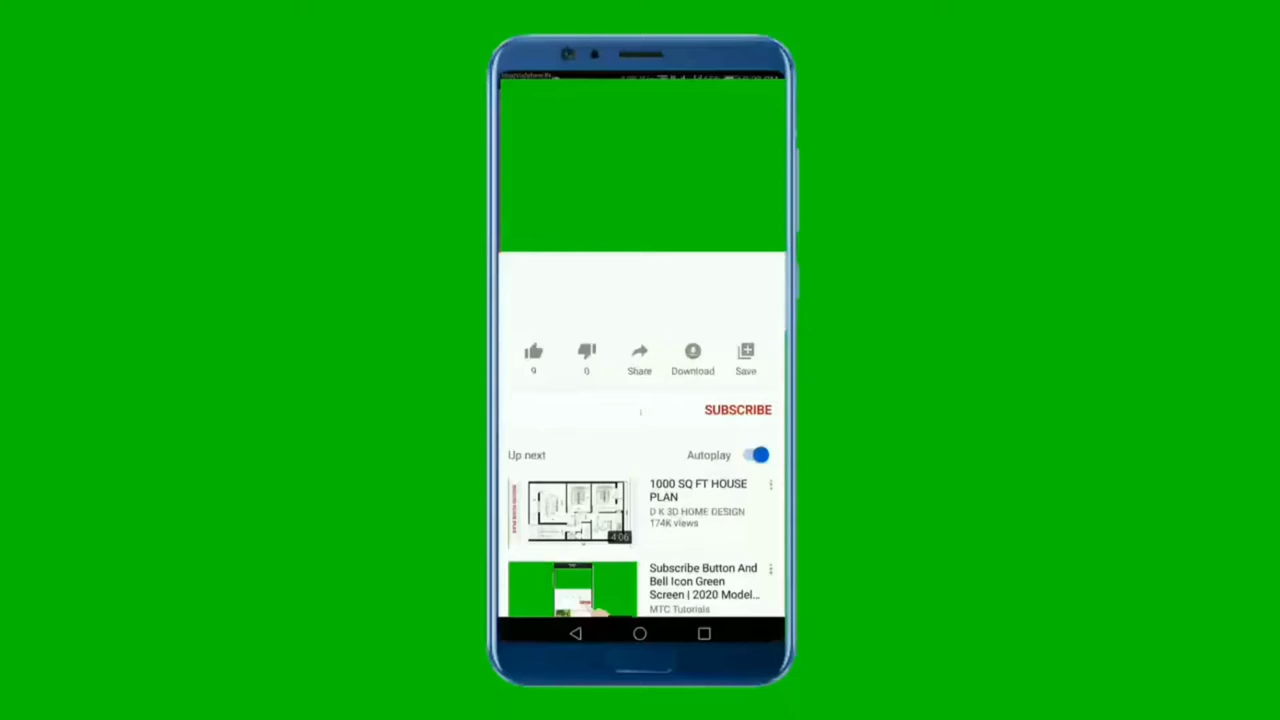 9
0
Share
Download
Save
SUBSCRIBE
Up next
Autoplay
1000 SQ FT HOUSE
PLAN
D K 3D HOME DESIGN
174K views
4:06
Subscribe Button And
Bell Icon Green
Screen | 2020 Model...
MTC Tutorials